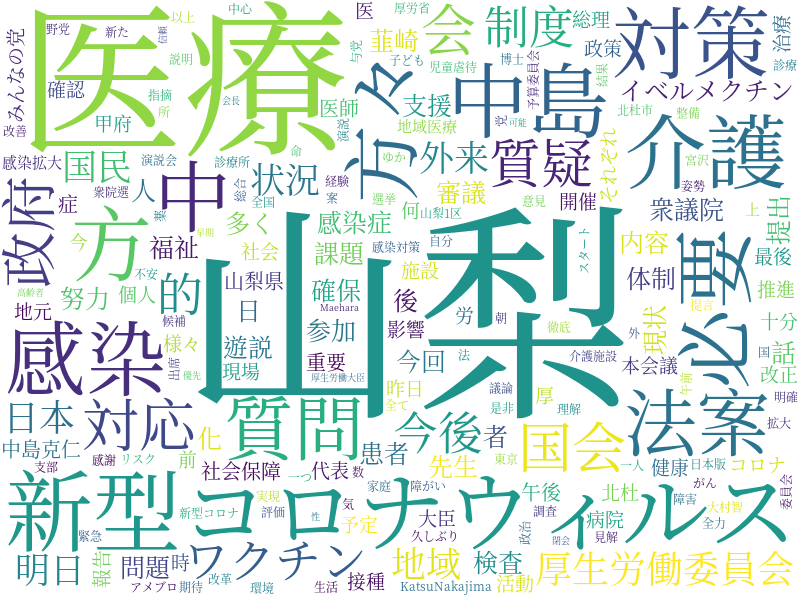 野党
以上
中心
厚労省
みんなの党
信頼
新た
医
韮崎
会
制度
総理
対策
治療
医療
説明
与党
子ども
博士
政策
診療
確認
指摘
所
児童虐待
予算委員会
結果
イベルメクチン
改善
甲府
会長
医師
支援
党
可能
北杜市
整備
方々
演説
地域医療
中島
介護
感染拡大
演説会
診療所
命
ゆか
外来
質疑
それぞれ
宮沢
国民
中
状況
経験
選挙
審議
姿勢
衆院選
人
総合
案
意見
開催
衆議院
上
提出
政府
方
症
薬
全国
多く
感染症
何
山梨1区
早期
今
福祉
社会
課題
感染対策
自分
スタート
内容
最後
必要
不安
高齢者
努力
個人
的
山梨県
確保
施設
後
体制
推進
地元
日
労
朝
提言
現状
十分
候補
様々
遊説
参加
影響
徹底
外
国
話
感染
山梨
出席
優先
現場
重要
今回
法
介護施設
本会議
改正
厚生労働大臣
全て
昨日
議論
厚
午前
明確
Maehara
日本
対応
質問
是非
理解
拡大
今後
者
法案
中島克仁
化
患者
国会
支部
感謝
リスク
前
社会保障
一つ
代表
数
先生
東京
一人
日本版
健康
コロナ
がん
委員会
新型コロナウィルス
実現
家庭
障がい
気
午後
北杜
障害
大村智
緊急
新型コロナ
評価
性
予定
大臣
政治
調査
病院
見解
全力
明日
報告
問題
時
ワクチン
久しぶり
閉会
地域
検査
厚生労働委員会
アメブロ
期待
改革
環境
生活
接種
KatsuNakajima
活動